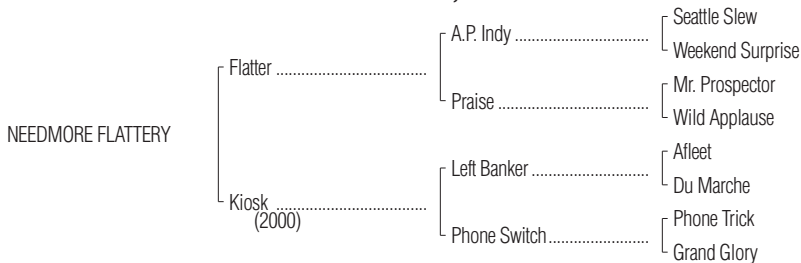 Seattle Slew
A.P. Indy ................................
Weekend Surprise
Flatter ....................................
Mr. Prospector
Praise ....................................
Wild Applause
NEEDMORE FLATTERY
Afleet
Left Banker ............................
Du Marche
Kiosk ....................................
(2000)
Phone Trick
Phone Switch........................
Grand Glory